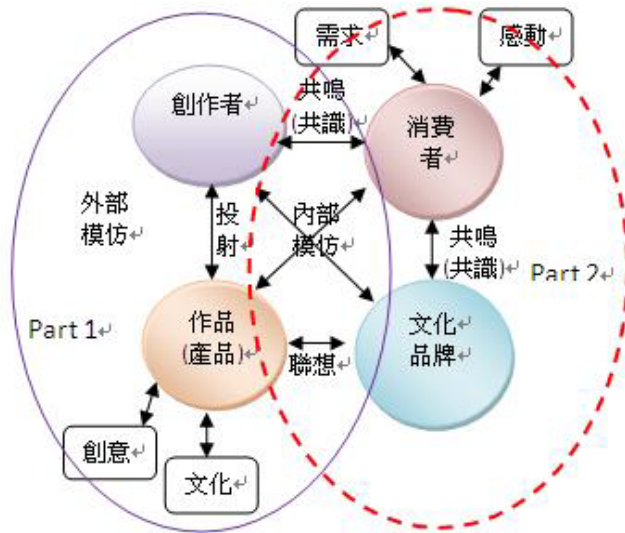 需求
感動
創作者
共鳴
(共識)
消費
者
外部
模仿
投
射
內部
模仿
共鳴
(共識)
Part 1
Part 2
作品
(產品)
聯想
文化
品牌
創意
文化